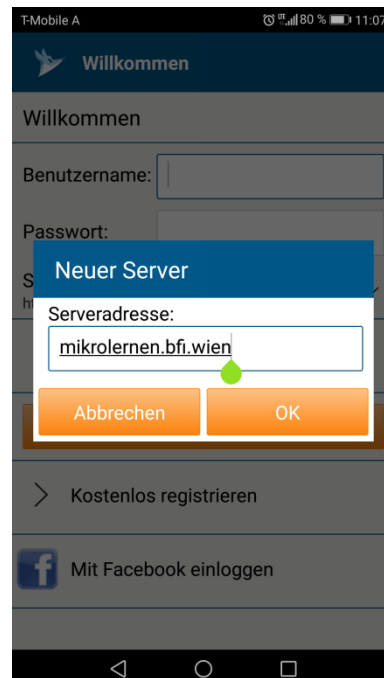 T-Mobile A 80 % 11:07
Willkommen
Willkommen
Benutzername:
Passwort:
S
ht
Neuer Server
Serveradresse:
mikrolernen.bfi.wien
Abbrechen OK
Kostenlos registrieren
f Mit Facebook einloggen